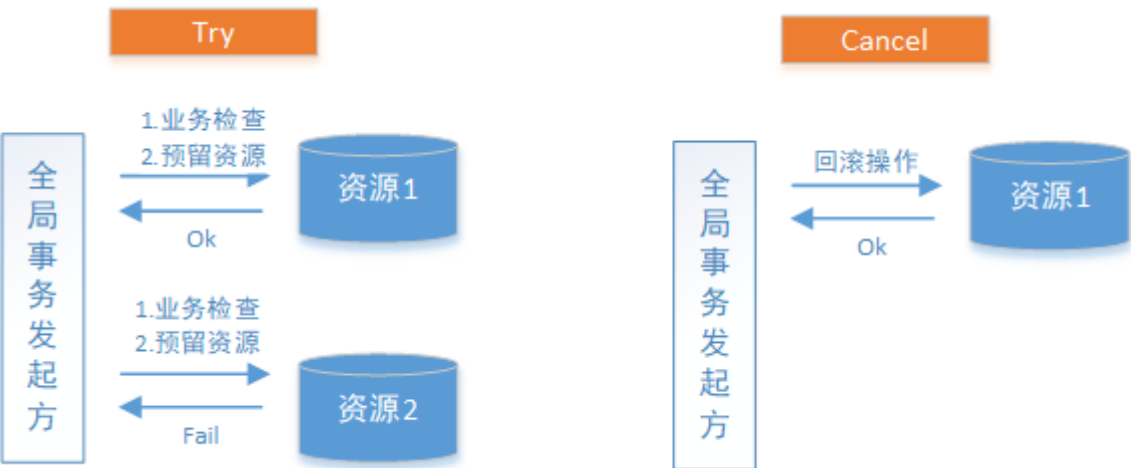 Try
1.业务检查
2.预留资源
全局事务发起方
资源1
Ok
1.业务检查
2.预留资源
资源2
Fail
Cancel
全局事务发起方
回滚操作
资源1
Ok